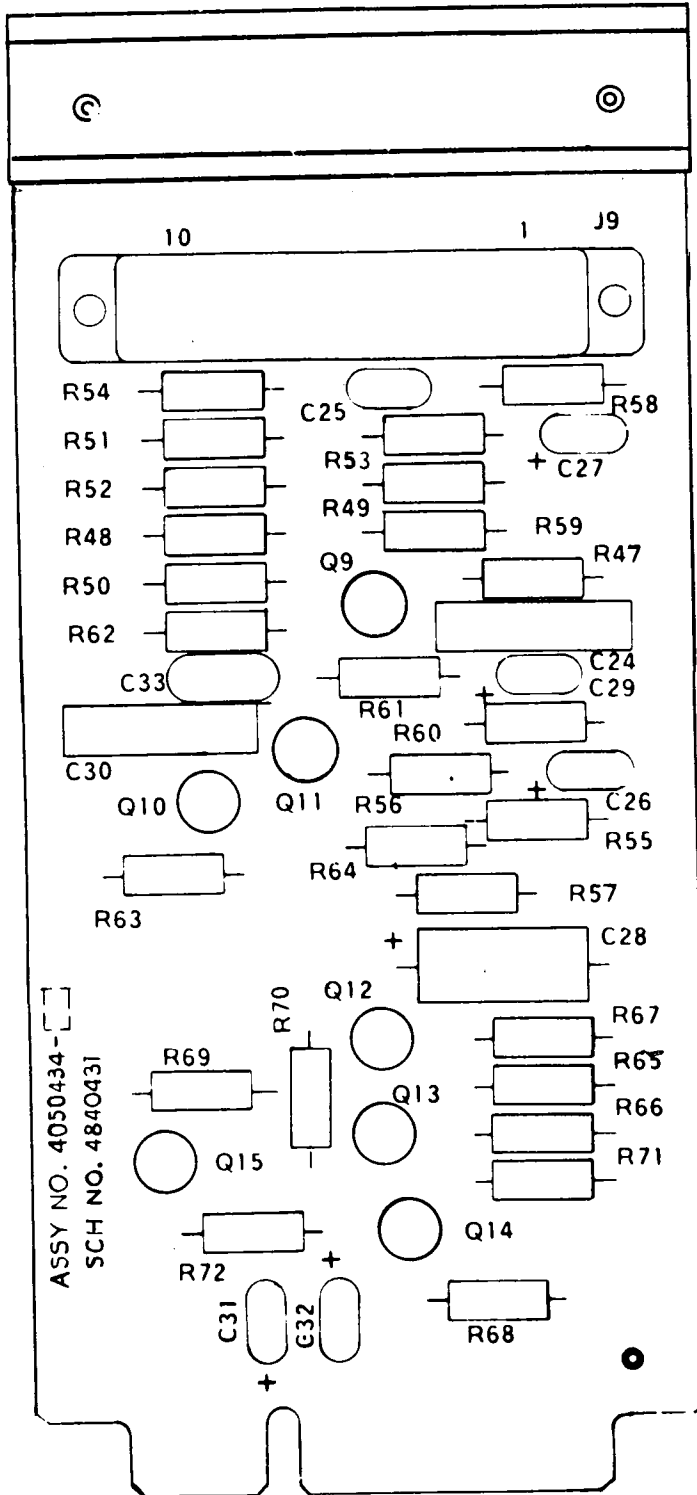 10
1
J9
R54
C25
R58
R51
R53
C27
+
R52
R49
R59
R48
Q9
R47
R50
R62
C24
C33
C29
+
R61
R60
C30
Q10
Q11
R56
+
C26
R55
R64
R63
R57
+
C28
Q12
R70
R67
R69
R65
Q13
R66
Q15
R71
Q14
R72
+
C31
C32
R68
+
ASSY NO. 4050434-
SCH NO. 4840431